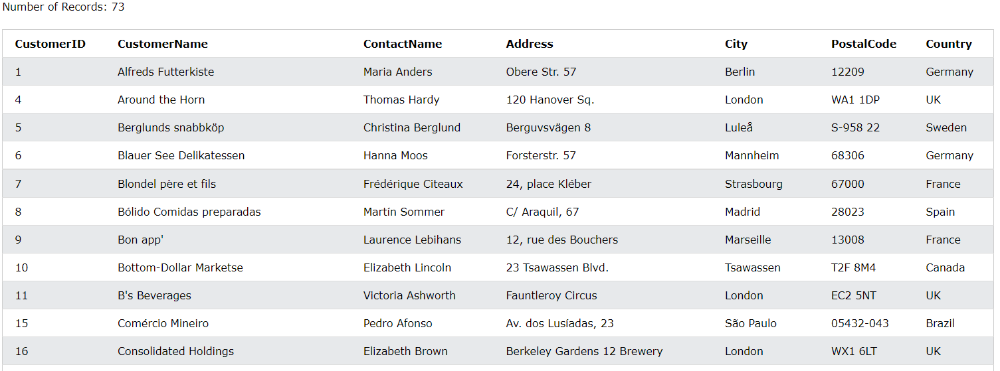 Number of Records: 73
CustomerID CustomerName ContactName Address City PostalCode Country
1 Alfreds Futterkiste Maria Anders Obere Str. 57 Berlin 12209 Germany
4 Around the Horn Thomas Hardy 120 Hanover Sq. London WA1 1DP UK
5 Berglunds snabbköp Christina Berglund Berguvsvägen 8 Luleå S-958 22 Sweden
6 Blauer See Delikatessen Hanna Moos Forsterstr. 57 Mannheim 68306 Germany
7 Blondel père et fils Frédérique Citeaux 24, place Kléber Strasbourg 67000 France
8 Bólido Comidas preparadas Martín Sommer C/ Araquil, 67 Madrid 28023 Spain
9 Bon app' Laurence Lebihans 12, rue des Bouchers Marseille 13008 France
10 Bottom-Dollar Marketse Elizabeth Lincoln 23 Tsawassen Blvd. Tsawassen T2F 8M4 Canada
11 B's Beverages Victoria Ashworth Fauntleroy Circus London EC2 5NT UK
15 Comércio Mineiro Pedro Afonso Av. dos Lusíadas, 23 São Paulo 05432-043 Brazil
16 Consolidated Holdings Elizabeth Brown Berkeley Gardens 12 Brewery London WX1 6LT UK